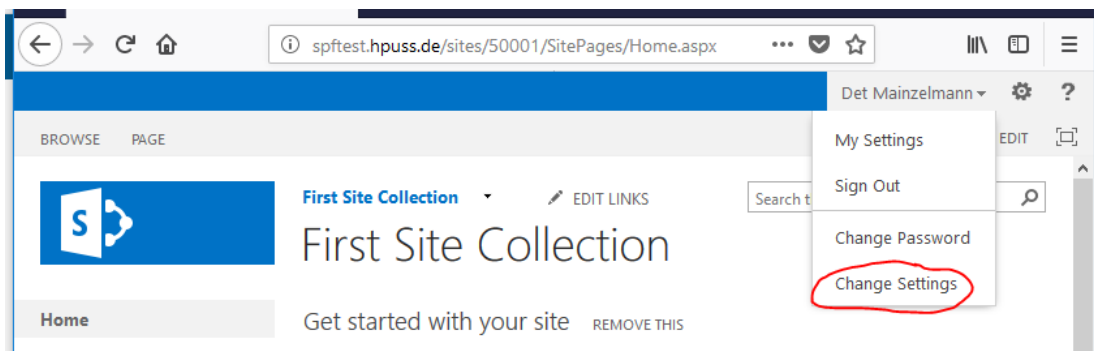 spftest.hpuss.de/sites/50001/SitePages/Home.aspx
Det Mainzelmann
?
BROWSE PAGE
My Settings
EDIT
Sign Out
S
First Site Collection
EDIT LINKS
Search t
First Site Collection
Change Password
Change Settings
Home
Get started with your site REMOVE THIS